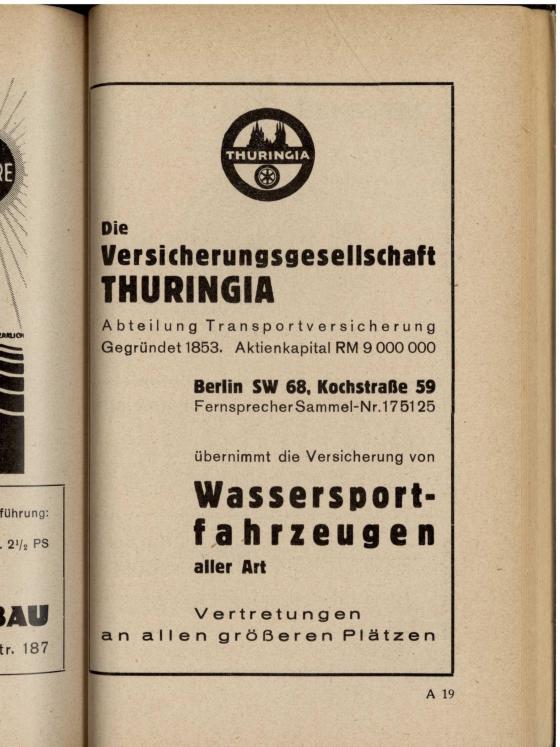 RE
ZARLICH
führung:
. 2½ PS
BAU
tr. 187
THURINGIA
Die
Versicherungsgesellschaft
THURINGIA
Abteilung Transportversicherung
Gegründet 1853. Aktienkapital RM 9 000 000
Berlin SW 68, Kochstraße 59
Fernsprecher Sammel-Nr. 175125
übernimmt die Versicherung von
Wassersport-
fahrzeugen
aller Art
Vertretungen
an allen größeren Plätzen
A 19